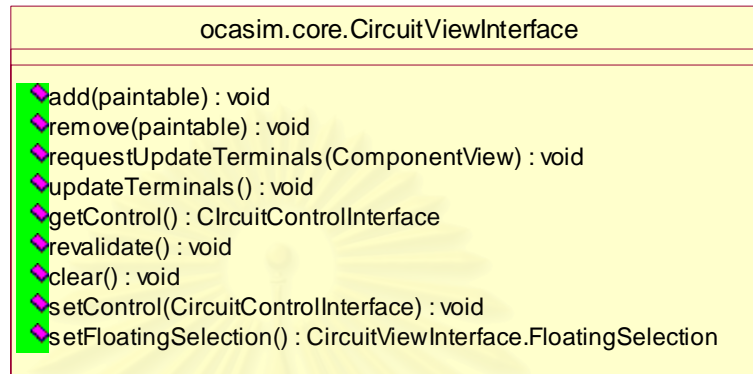 ocasim.core.CircuitViewInterface
add(paintable) : void
remove(paintable) : void
requestUpdateTerminals(ComponentView) : void
updateTerminals() : void
getControl() : CIrcuitControlInterface
revalidate() : void
clear() : void
setControl(CircuitControlInterface) : void
setFloatingSelection() : CircuitViewInterface.FloatingSelection